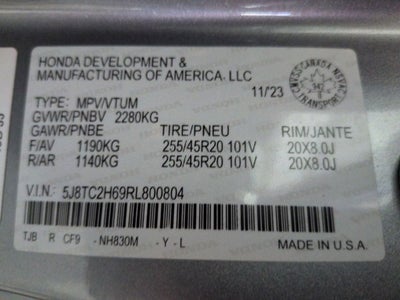 HONDA DEVELOPMENT &
MANUFACTURING OF AMERICA, LLC
11/23
TYPE: MPV/VTUM
GVWR/PNBV 2280KG
GAWR/PNBE TIRE/PNEU RIM/JANTE
F/AV 1190KG 255/45R20 101V 20X8.0J
R/AR 1140KG 255/45R20 101V 20X8.0J
V.I.N.: 5J8TC2H69RL800804
TJB R CF9 -NH830M -Y-L MADE IN U.S.A.